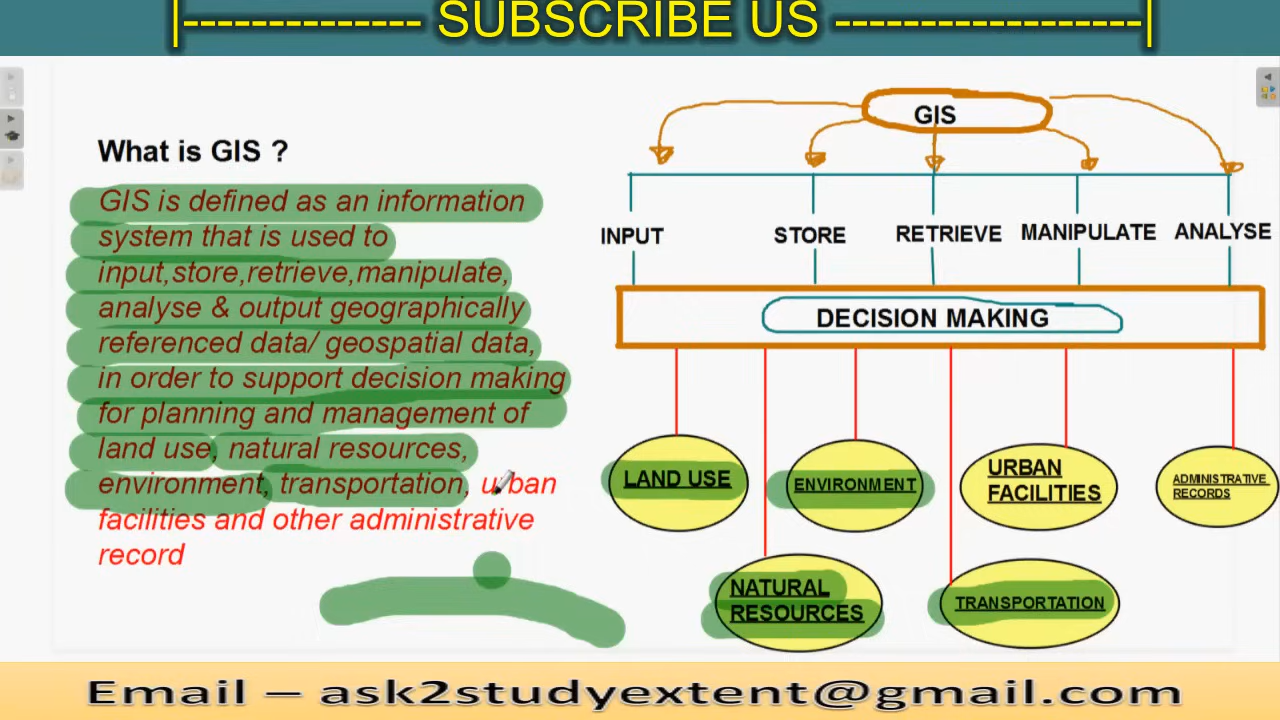 |-------------- SUBSCRIBE US ------------------|
What is GIS ?
GIS is defined as an information
system that is used to
input,store,retrieve,manipulate,
analyse & output geographically
referenced data/ geospatial data,
in order to support decision making
for planning and management of
land use, natural resources,
environment, transportation, urban
facilities and other administrative
record
GIS
INPUT STORE RETRIEVE MANIPULATE ANALYSE
DECISION MAKING
LAND USE
ENVIRONMENT
URBAN
FACILITIES
ADMINISTRATIVE
RECORDS
NATURAL
RESOURCES
TRANSPORTATION
Email – ask2studyextent@gmail.com